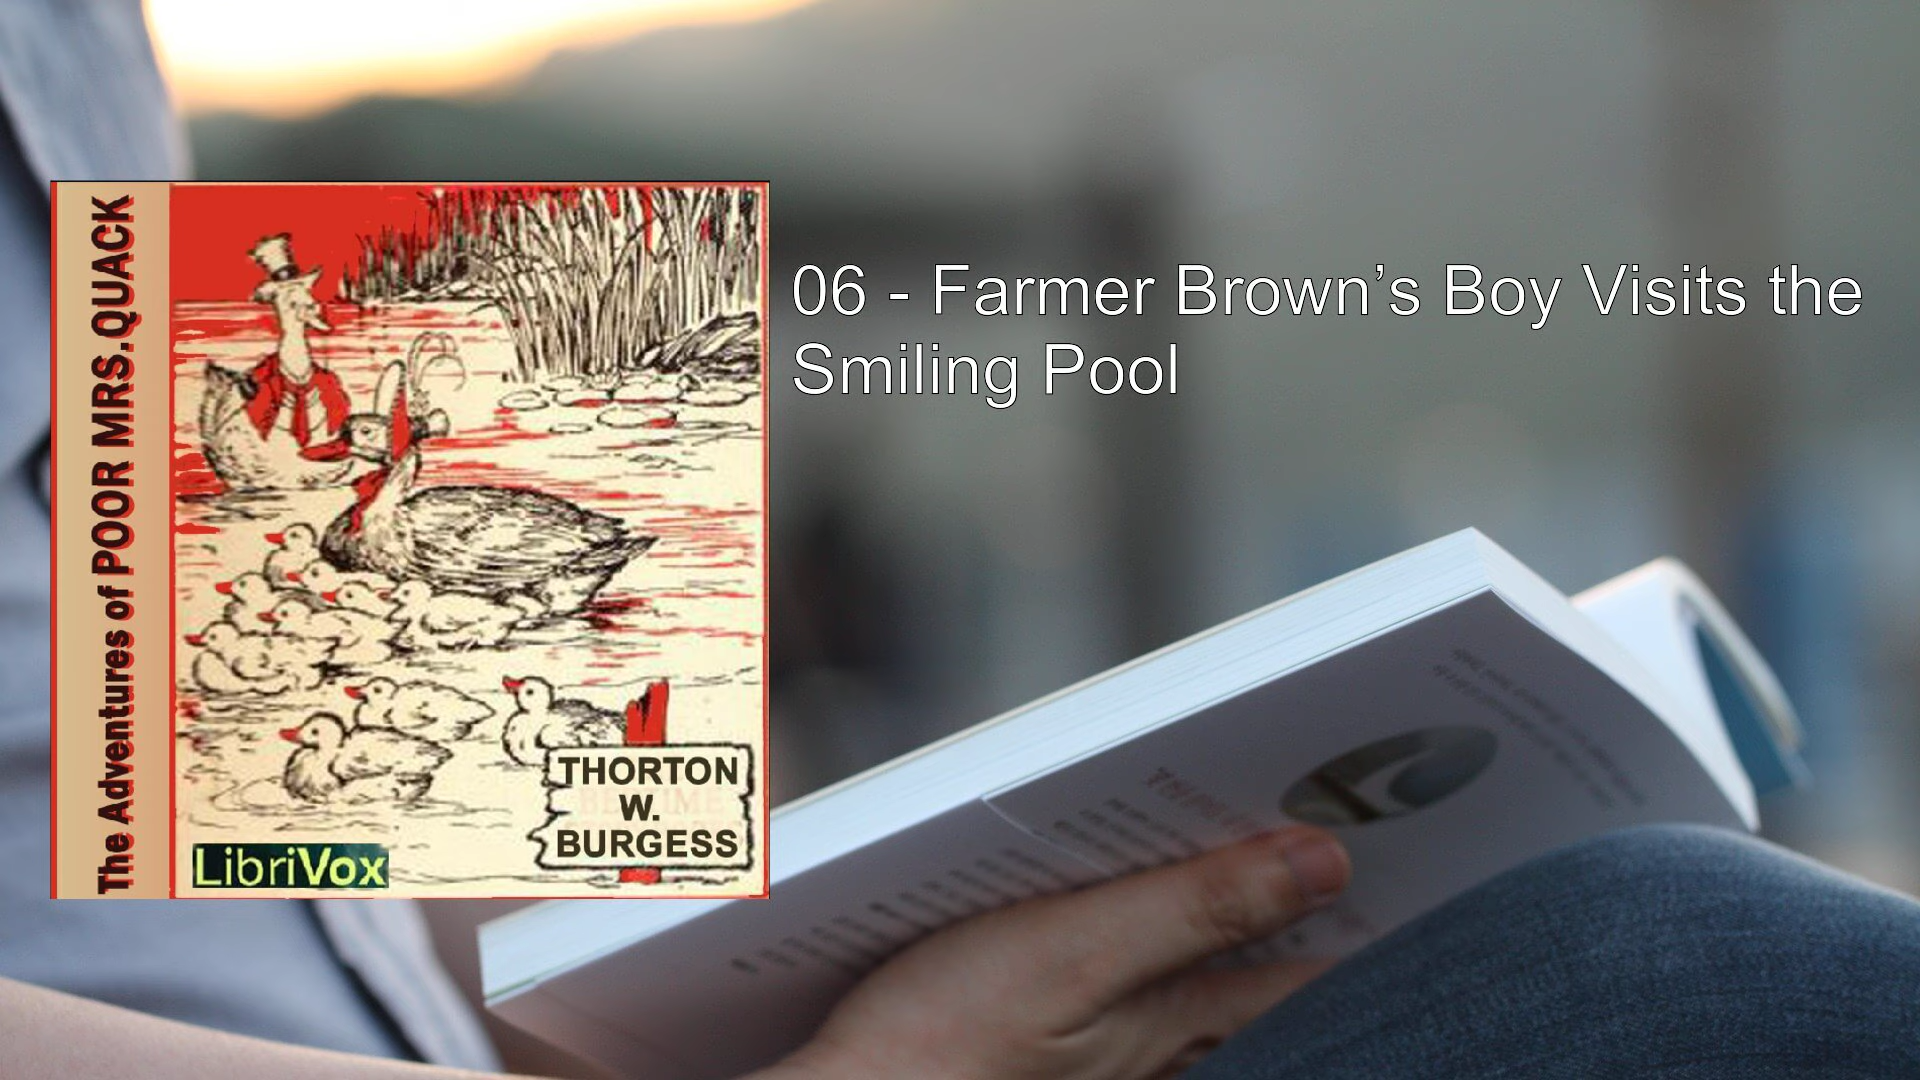 The Adventures of POOR MRS.QUACK
06 - Farmer Brown’s Boy Visits the
Smiling Pool
THORTON
W.
BURGESS
LibriVox